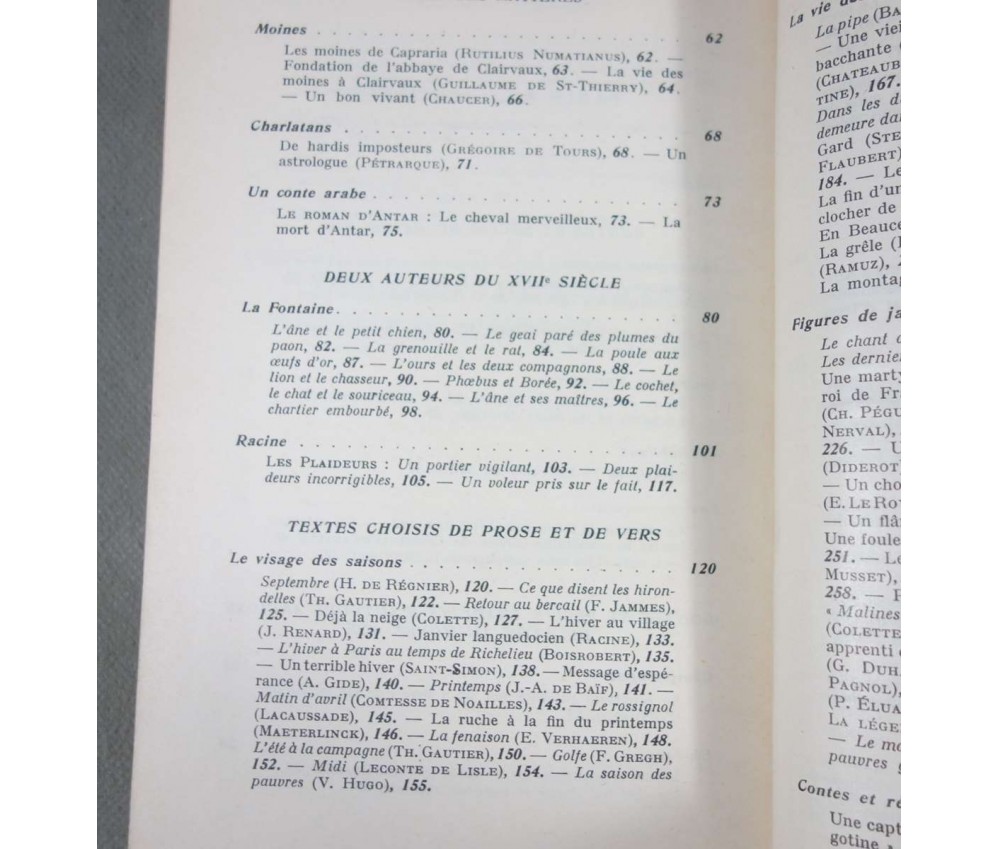 Moines . . . . . . . . . . . . . . . . . . . . . 62
Les moines de Capraria (Rutilius Numatianus), 62. —
Fondation de l'abbaye de Clairvaux, 63. — La vie des
moines à Clairvaux (Guillaume de St-Thierry), 64.
— Un bon vivant (Chaucer), 66.
Charlatans . . . . . . . . . . . . . . . . . . . . 68
De hardis imposteurs (Grégoire de Tours), 68. — Un
astrologue (Pétrarque), 71.
Un conte arabe . . . . . . . . . . . . . . . . . . 73
Le roman d'Antar : Le cheval merveilleux, 73. — La
mort d'Antar, 75.
DEUX AUTEURS DU XVIIe SIÈCLE
La Fontaine. . . . . . . . . . . . . . . . . . . . 80
L'âne et le petit chien, 80. — Le geai paré des plumes du
paon, 82. — La grenouille et le rat, 84. — La poule aux
œufs d'or, 87. — L'ours et les deux compagnons, 88. — Le
lion et le chasseur, 90. — Phœbus et Borée, 92. — Le cochet,
le chat et le souriceau, 94. — L'âne et ses maîtres, 96. — Le
chartier embourbé, 98.
Racine . . . . . . . . . . . . . . . . . . . . . 101
Les Plaideurs : Un portier vigilant, 103. — Deux plai-
deurs incorrigibles, 105. — Un voleur pris sur le fait, 117.
TEXTES CHOISIS DE PROSE ET DE VERS
Le visage des saisons . . . . . . . . . . . . . . . 120
Septembre (H. de Régnier), 120. — Ce que disent les hiron-
delles (Th. Gautier), 122. — Retour au bercail (F. Jammes),
125. — Déjà la neige (Colette), 127. — L'hiver au village
(J. Renard), 131. — Janvier languedocien (Racine), 133.
— L'hiver à Paris au temps de Richelieu (Boisrobert), 135.
— Un terrible hiver (Saint-Simon), 138. — Message d'espé-
rance (A. Gide), 140. — Printemps (J.-A. de Baïf), 141. —
Matin d'avril (Comtesse de Noailles), 143. — Le rossignol
(Lacaussade), 145. — La ruche à la fin du printemps
(Maeterlinck), 146. — La fenaison (E. Verhaeren), 148.
L'été à la campagne (Th. Gautier), 150. — Golfe (F. Gregh),
152. — Midi (Leconte de Lisle), 154. — La saison des
pauvres (V. Hugo), 155.
La vie
La pipe (Ba
— Une viei
bacchante
(Chateaub
tine), 167.
Dans les
demeure da
Gard (Ste
Flaubert)
184. — Le
La fin d'un
clocher de
En Beauce
La grêle (
(Ramuz),
La montag
Figures de ja
Le chant
Les dernie
Une marty
roi de Fr
(Ch. Pégu
Nerval),
226. — U
(Diderot)
— Un cho
(E. Le Roy
— Un flâ
Une foule
251. — Le
Musset),
258. —
« Malines
(Colette
apprenti
(G. Duh
Pagnol),
(P. Élua
La lége
— Le mo
pauvres
Contes et ré
Une capt
gotine »